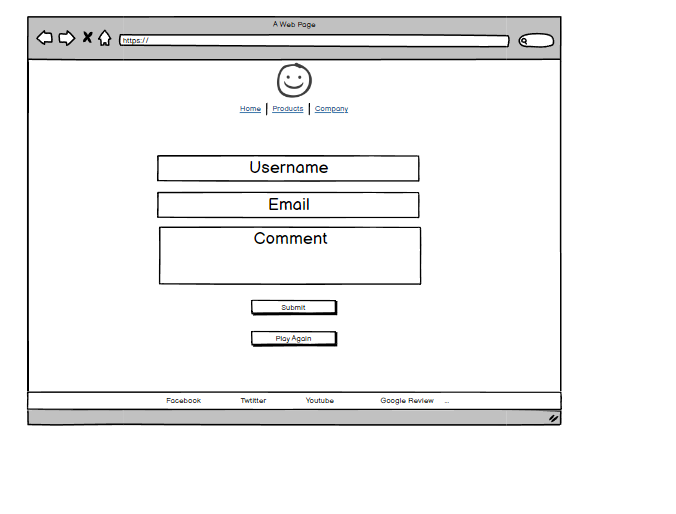 A Web Page
https://
Home | Products | Company
Username
Email
Comment
Submit
Play Again
Facebook Twtitter Youtube Google Review ...